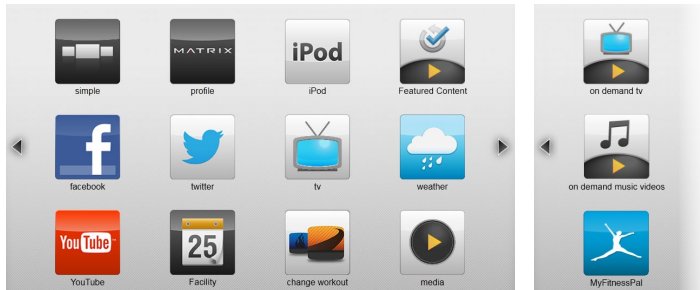 MATRIX
iPod
simple
profile
iPod
Featured Content
on demand tv
f
facebook
twitter
tv
weather
on demand music videos
You Tube
25
YouTube
Facility
change workout
media
MyFitnessPal